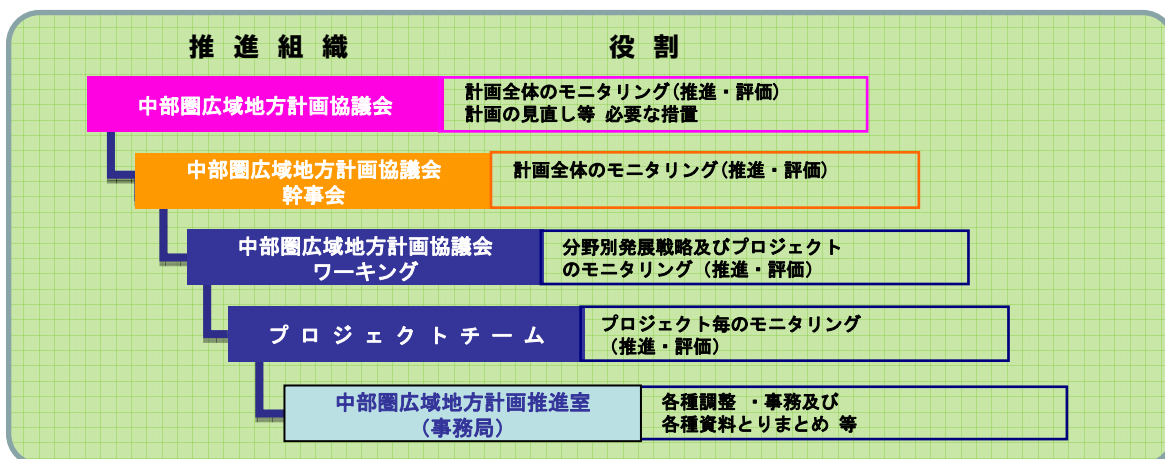 推進組織 役割
中部圏広域地方計画協議会
計画全体のモニタリング(推進・評価)
計画の見直し等 必要な措置
中部圏広域地方計画協議会
幹事会
計画全体のモニタリング(推進・評価)
中部圏広域地方計画協議会
ワーキング
分野別発展戦略及びプロジェクト
のモニタリング(推進・評価)
プロジェクトチーム
プロジェクト毎のモニタリング
(推進・評価)
中部圏広域地方計画推進室
(事務局)
各種調整 ・事務及び
各種資料とりまとめ 等